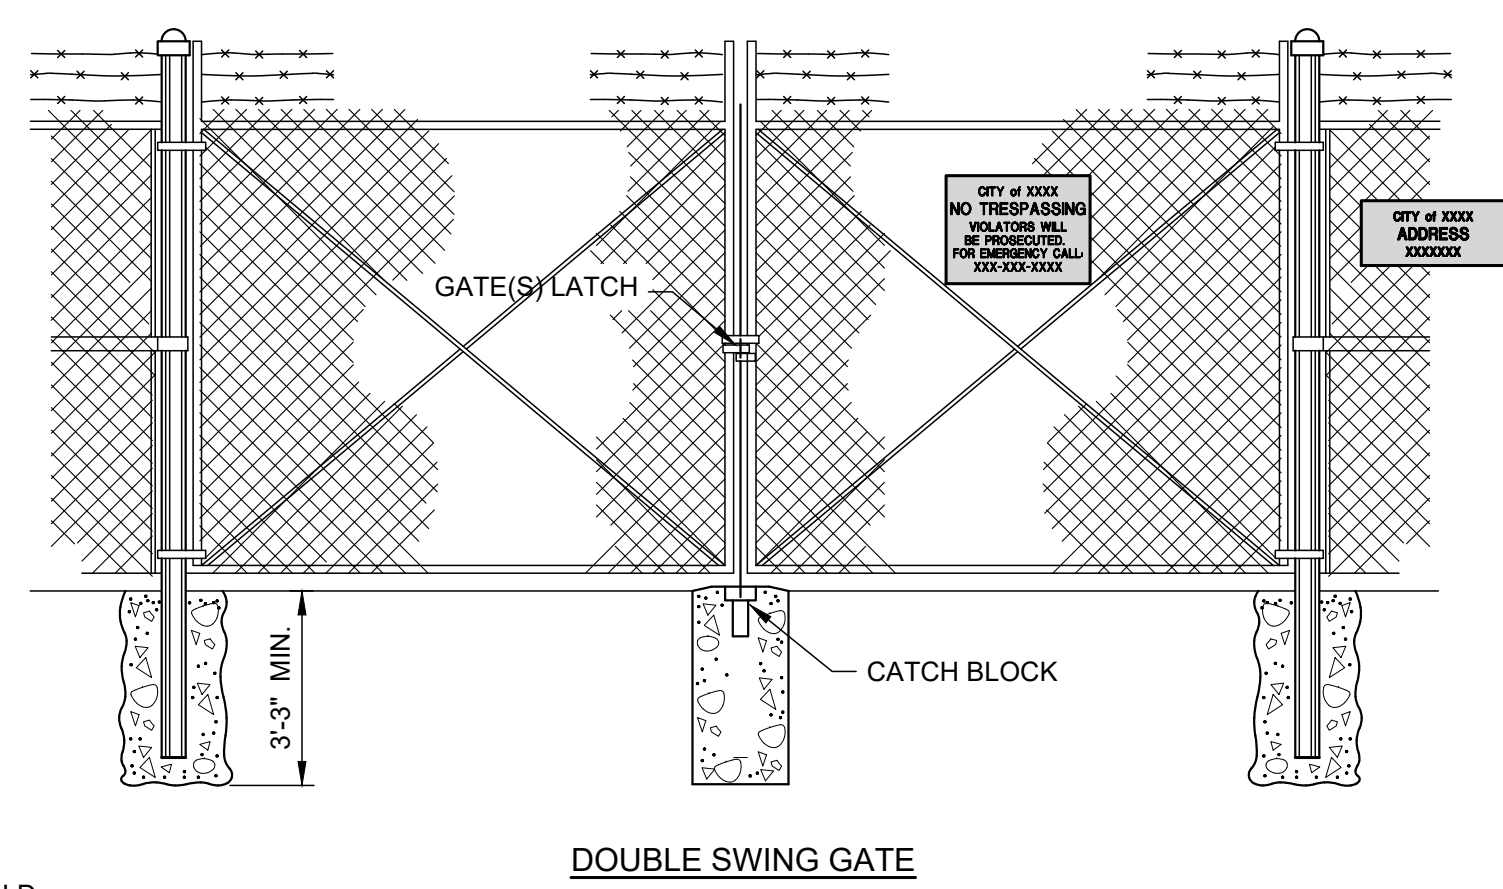 CITY of XXXX
NO TRESPASSING
VIOLATORS WILL
BE PROSECUTED.
FOR EMERGENCY CALL:
XXX-XXX-XXXX
CITY of XXXX
ADDRESS
XXXXXXX
GATE(S) LATCH
3'-3" MIN.
CATCH BLOCK
DOUBLE SWING GATE